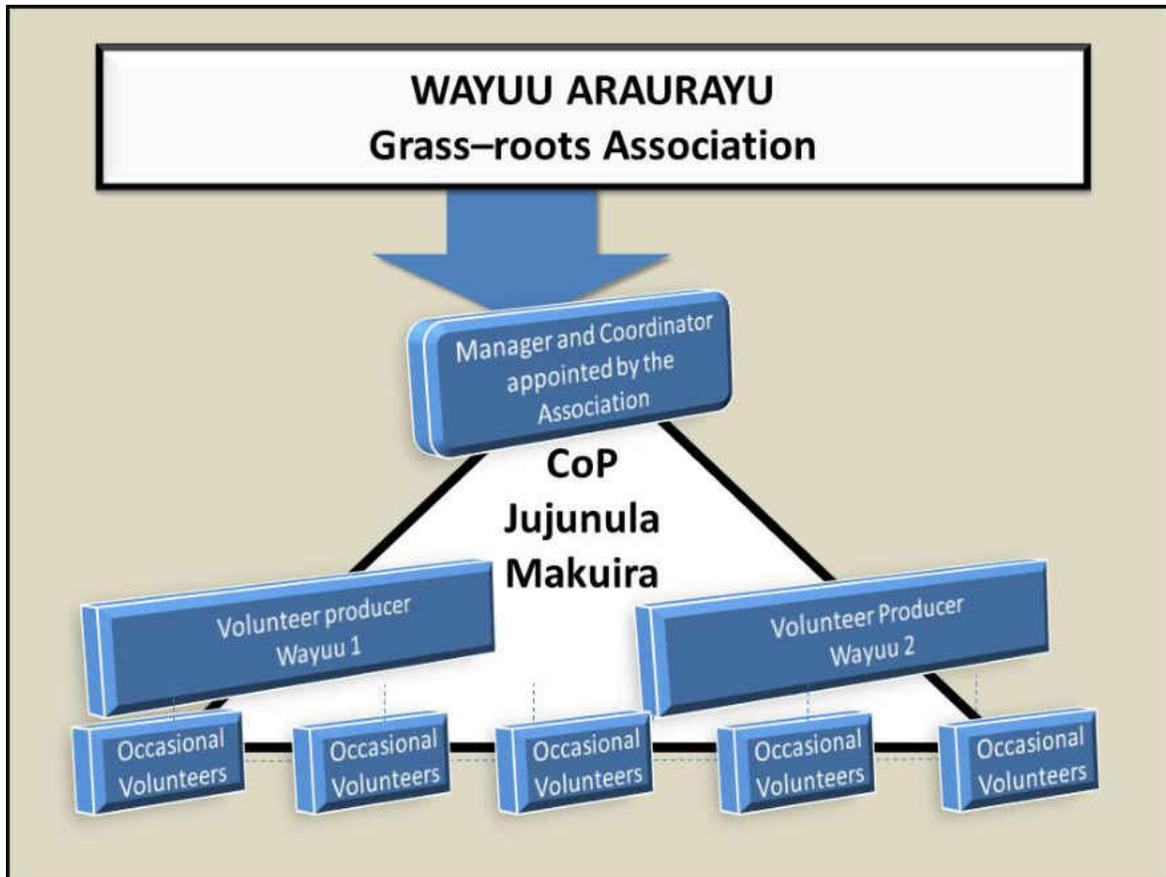 WAYUU ARAURAYU
Grass–roots Association
Manager and Coordinator
appointed by the
Association
CoP
Jujunula
Makuira
Volunteer producer
Wayuu 1
Volunteer Producer
Wayuu 2
Occasional
Volunteers
Occasional
Volunteers
Occasional
Volunteers
Occasional
Volunteers
Occasional
Volunteers